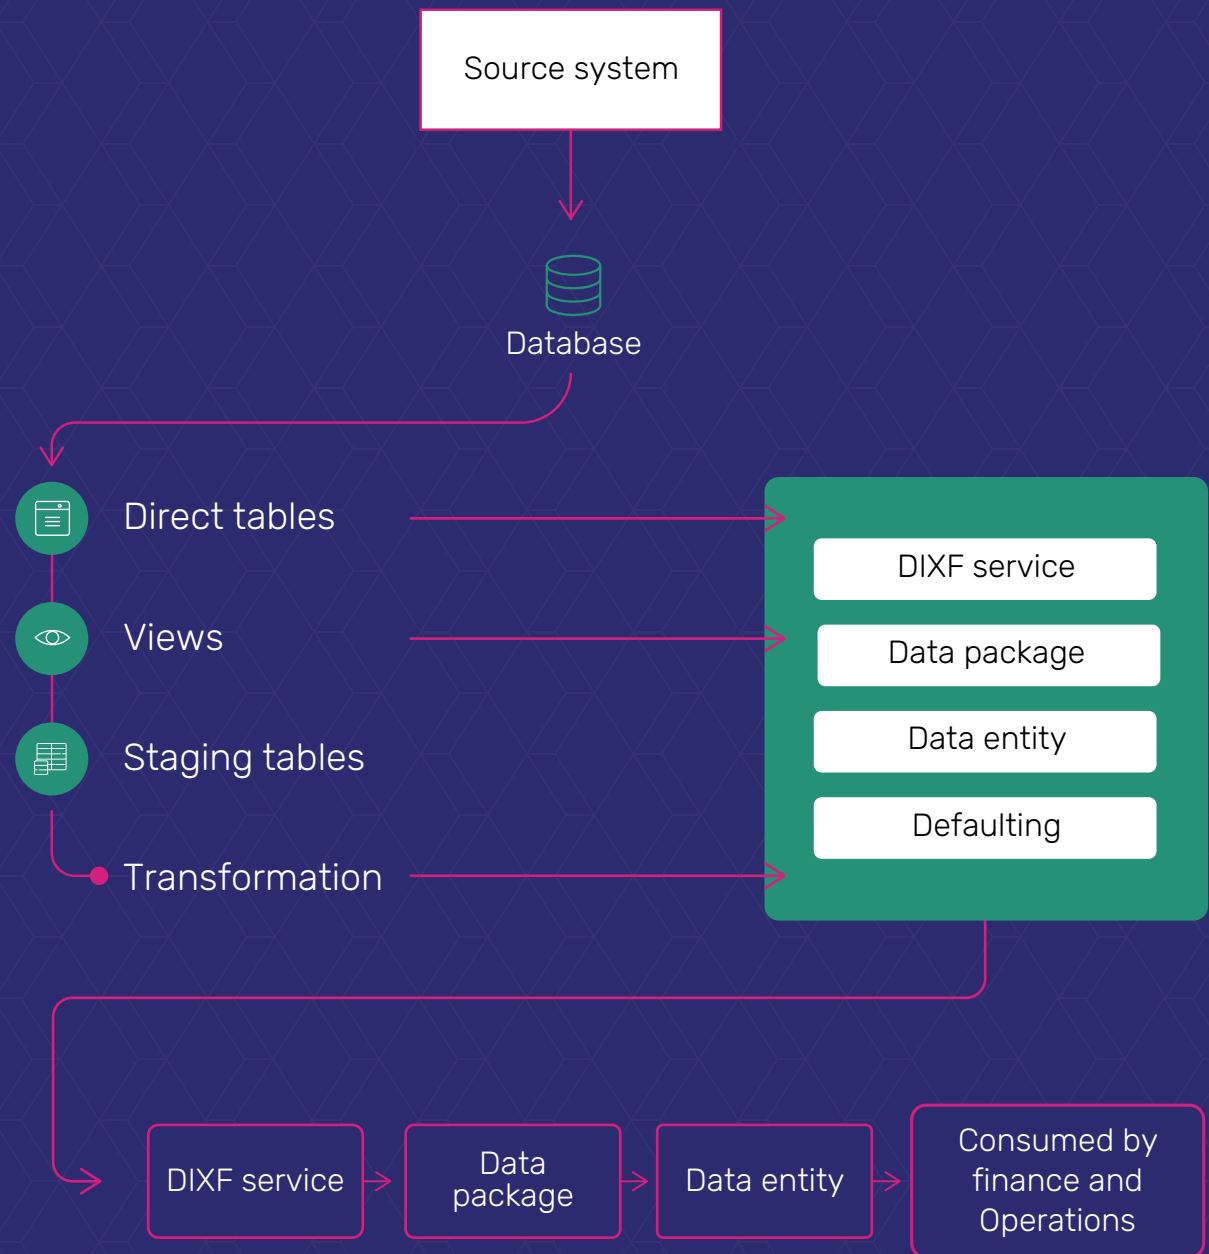 Source system
Database
Direct tables
Views
Staging tables
Transformation
DIXF service
Data package
Data entity
Defaulting
DIXF service
Data
package
Data entity
Consumed by
finance and
Operations